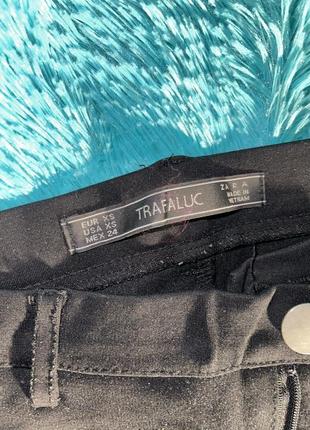 EUR XS
USA XS
MEX 24
TRAFALUC
ZARA
MADE IN
VIETNAM